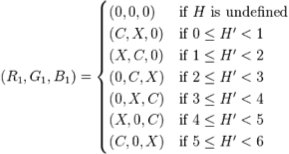 (0, 0, 0) if H is undefined
(C, X, 0) if 0 ≤ H′ < 1
(X, C, 0) if 1 ≤ H′ < 2
(R₁, G₁, B₁) = { (0, C, X) if 2 ≤ H′ < 3
(0, X, C) if 3 ≤ H′ < 4
(X, 0, C) if 4 ≤ H′ < 5
(C, 0, X) if 5 ≤ H′ < 6